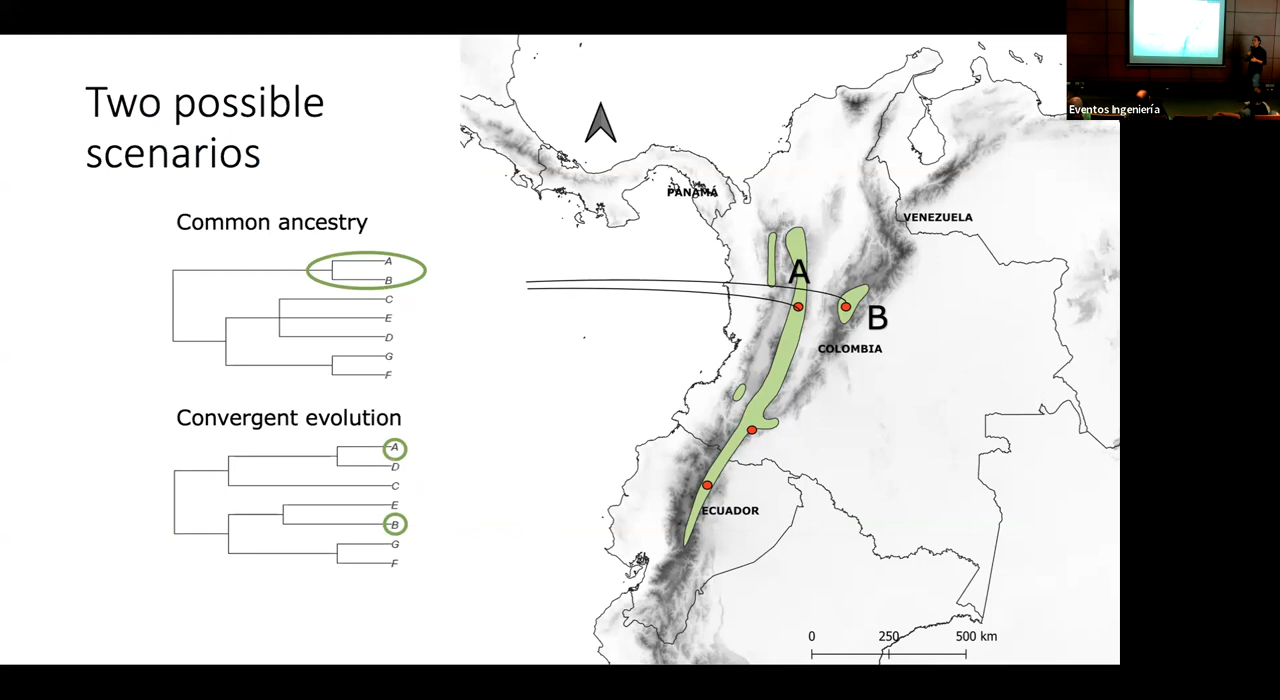 Two possible
scenarios
Common ancestry
A
B
C
E
D
G
F
Convergent evolution
A
D
C
E
B
G
F
PANAMÁ
VENEZUELA
A
B
COLOMBIA
ECUADOR
0 250 500 km
Eventos Ingeniería